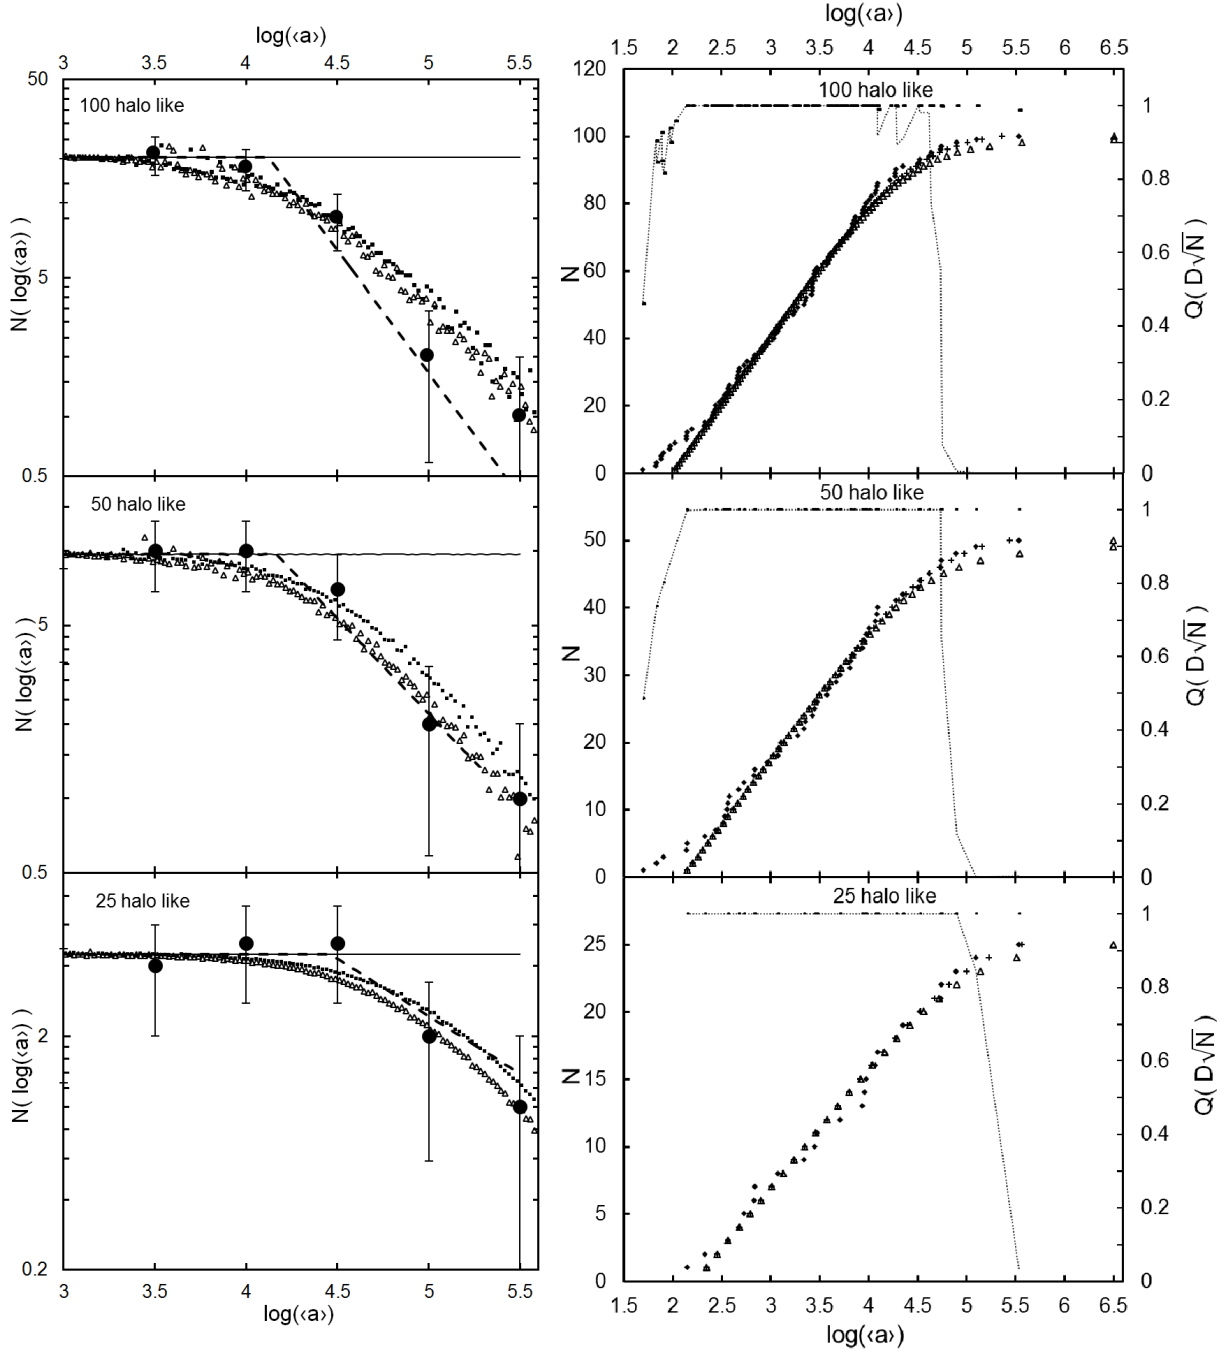 log(‹a›)
3 3.5 4 4.5 5 5.5
50
5
0.5
N( log(‹a›) )
100 halo like
5
0.5
N( log(‹a›) )
50 halo like
2
0.2
N( log(‹a›) )
25 halo like
3 3.5 4 4.5 5 5.5
log(‹a›)
log(‹a›)
1.5 2 2.5 3 3.5 4 4.5 5 5.5 6 6.5
120
100
80
60
40
20
0
N
100 halo like
1
0.8
0.6
0.4
0.2
0
Q( D√N )
50
40
30
20
10
0
N
50 halo like
1
0.8
0.6
0.4
0.2
0
Q( D√N )
25
20
15
10
5
0
N
25 halo like
1
0.8
0.6
0.4
0.2
0
Q( D√N )
1.5 2 2.5 3 3.5 4 4.5 5 5.5 6 6.5
log(‹a›)